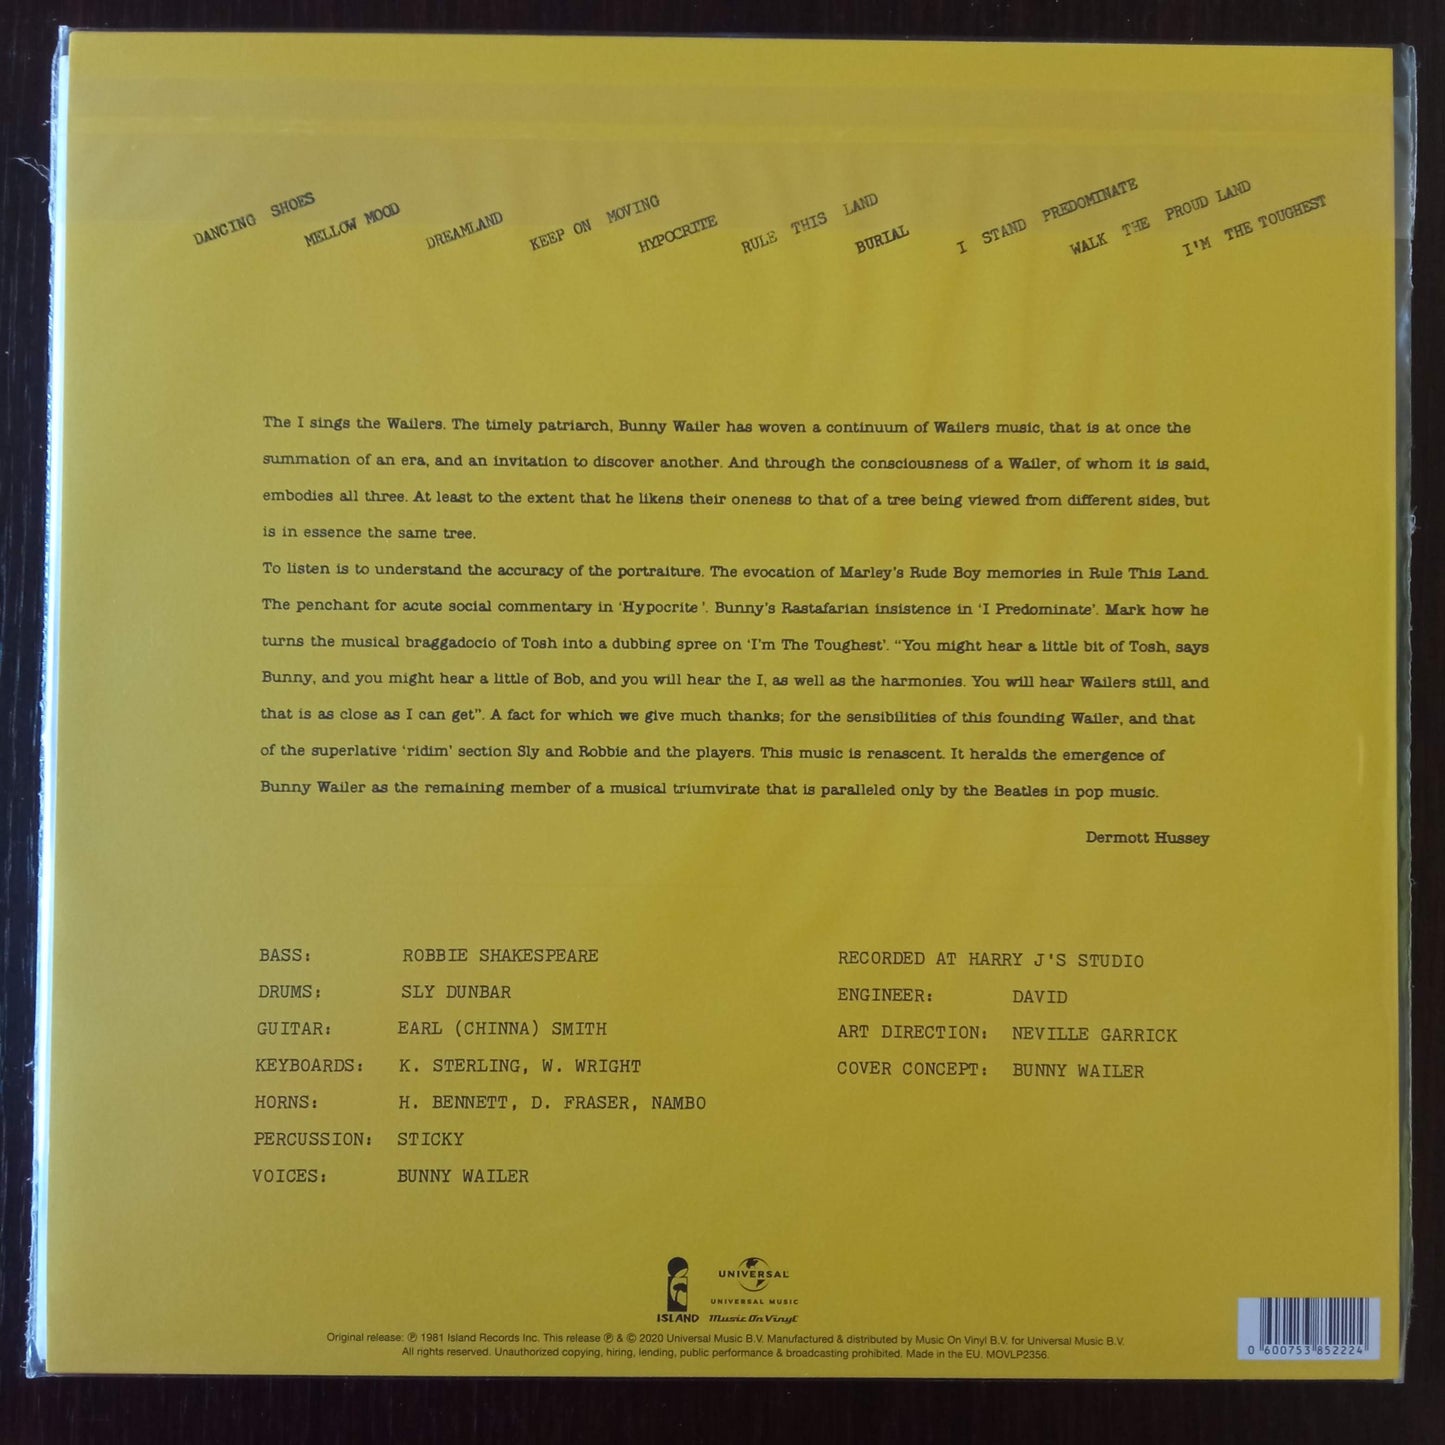 DANCING SHOES
MELLOW MOOD
DREAMLAND
KEEP ON MOVING
HYPOCRITE
RULE THIS LAND
BURIAL
I STAND PREDOMINATE
WALK THE PROUD LAND
I'M THE TOUGHEST
The I sings the Wailers. The timely patriarch, Bunny Wailer has woven a continuum of Wailers music, that is at once the
summation of an era, and an invitation to discover another. And through the consciousness of a Wailer, of whom it is said,
embodies all three. At least to the extent that he likens their oneness to that of a tree being viewed from different sides, but
is in essence the same tree.
To listen is to understand the accuracy of the portraiture. The evocation of Marley's Rude Boy memories in Rule This Land.
The penchant for acute social commentary in 'Hypocrite'. Bunny's Rastafarian insistence in 'I Predominate'. Mark how he
turns the musical braggadocio of Tosh into a dubbing spree on 'I'm The Toughest'. "You might hear a little bit of Tosh, says
Bunny, and you might hear a little of Bob, and you will hear the I, as well as the harmonies. You will hear Wailers still, and
that is as close as I can get". A fact for which we give much thanks; for the sensibilities of this founding Wailer, and that
of the superlative 'ridim' section Sly and Robbie and the players. This music is renascent. It heralds the emergence of
Bunny Wailer as the remaining member of a musical triumvirate that is paralleled only by the Beatles in pop music.
Dermott Hussey
BASS: ROBBIE SHAKESPEARE
DRUMS: SLY DUNBAR
GUITAR: EARL (CHINNA) SMITH
KEYBOARDS: K. STERLING, W. WRIGHT
HORNS: H. BENNETT, D. FRASER, NAMBO
PERCUSSION: STICKY
VOICES: BUNNY WAILER
RECORDED AT HARRY J'S STUDIO
ENGINEER: DAVID
ART DIRECTION: NEVILLE GARRICK
COVER CONCEPT: BUNNY WAILER
ISLAND
UNIVERSAL
UNIVERSAL MUSIC
Music On Vinyl
Original release: ℗ 1981 Island Records Inc. This release ℗ & © 2020 Universal Music B.V. Manufactured & distributed by Music On Vinyl B.V. for Universal Music B.V.
All rights reserved. Unauthorized copying, hiring, lending, public performance & broadcasting prohibited. Made in the EU. MOVLP2356.
0 600753 852224